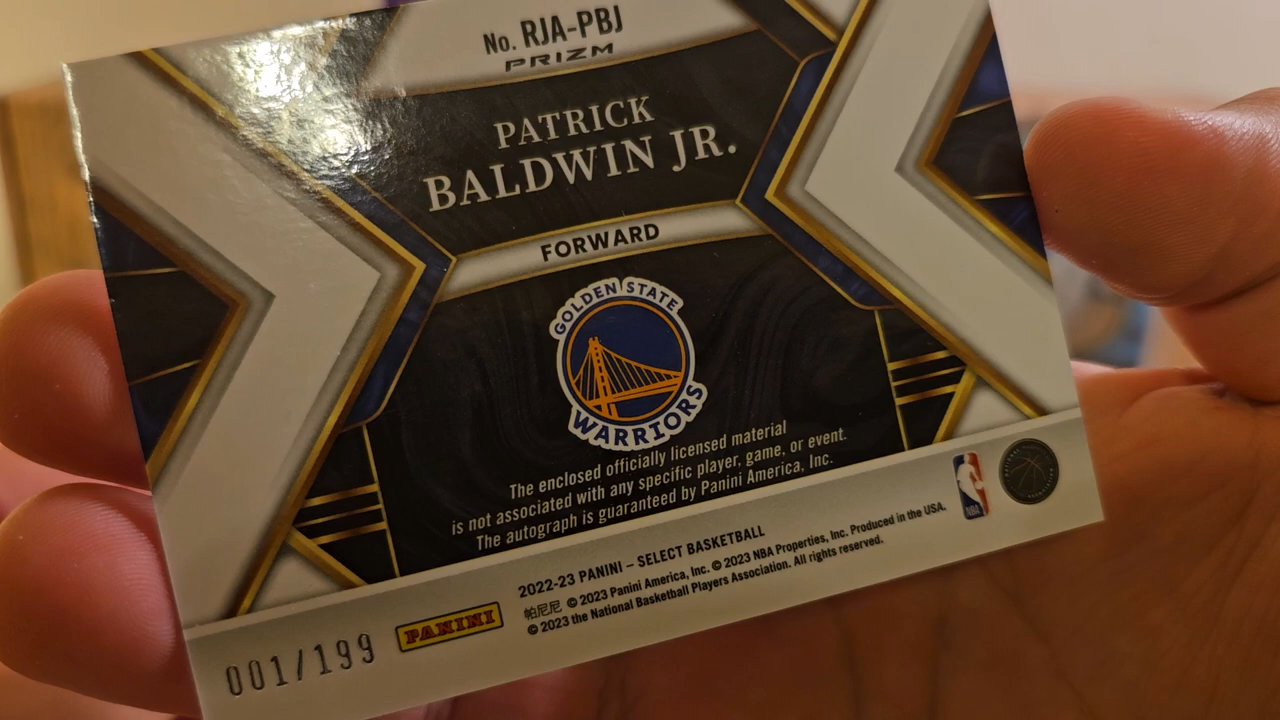 No. RJA-PBJ
PRIZM
PATRICK
BALDWIN JR.
FORWARD
GOLDEN STATE
WARRIORS
The enclosed officially licensed material
is not associated with any specific player, game, or event.
The autograph is guaranteed by Panini America, Inc.
2022-23 PANINI – SELECT BASKETBALL
帕尼尼 © 2023 Panini America, Inc. © 2023 NBA Properties, Inc. Produced in the USA.
© 2023 the National Basketball Players Association. All rights reserved.
NBA
PANINI
001/199